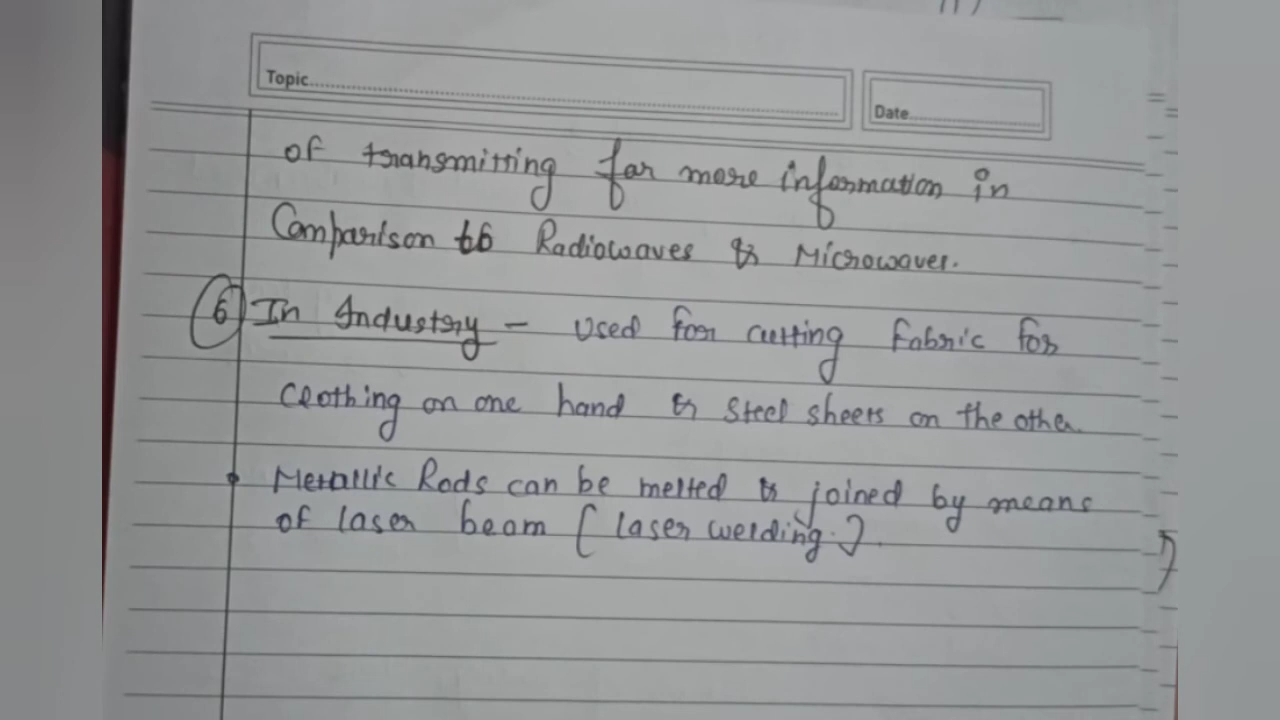 Topic
Date
of transmitting far more information in
Comparison to Radiowaves & Microwaves.
6 In Industry - used for cutting fabric for
clothing on one hand & steel sheets on the other.
• Metallic Rods can be melted & joined by means
of laser beam [laser welding.].